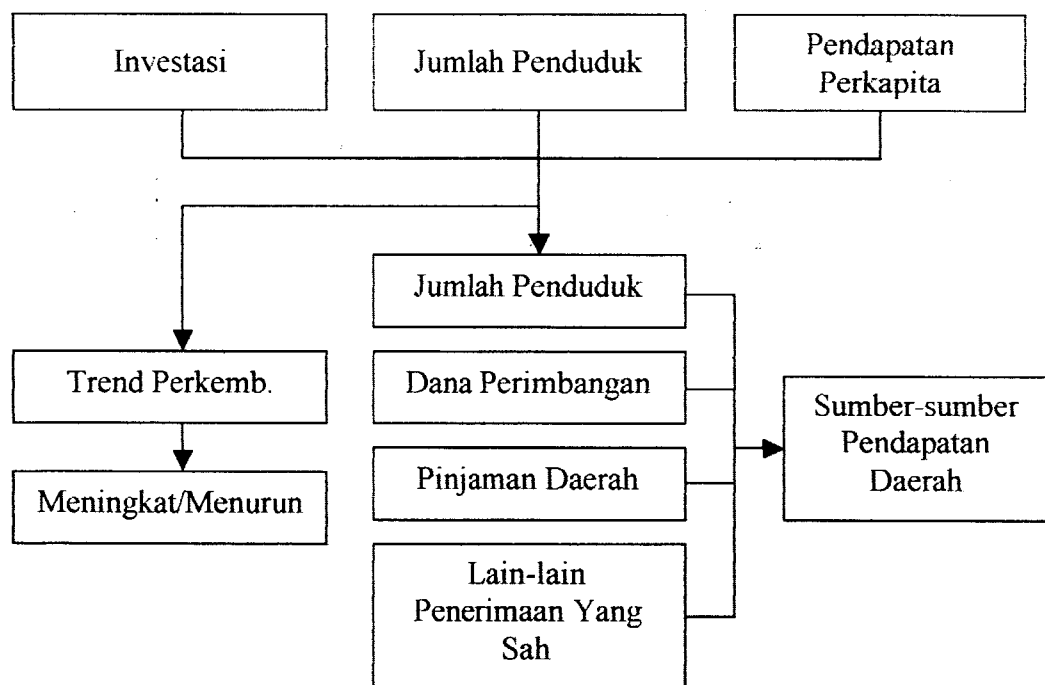 Investasi
Jumlah Penduduk
Pendapatan
Perkapita
Jumlah Penduduk
Trend Perkemb.
Dana Perimbangan
Sumber-sumber
Pendapatan
Daerah
Meningkat/Menurun
Pinjaman Daerah
Lain-lain
Penerimaan Yang
Sah